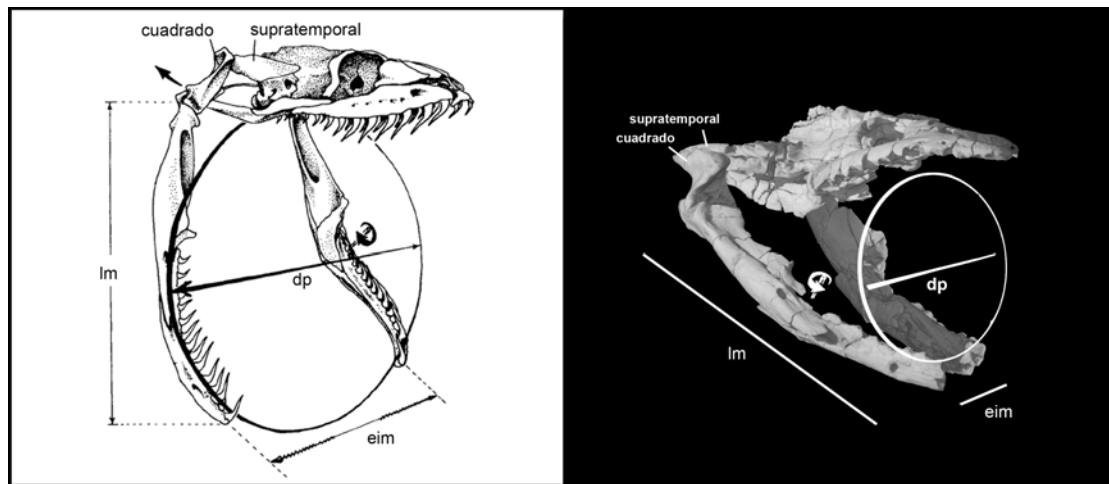 cuadrado
supratemporal
lm
dp
eim
supratemporal
cuadrado
dp
lm
eim